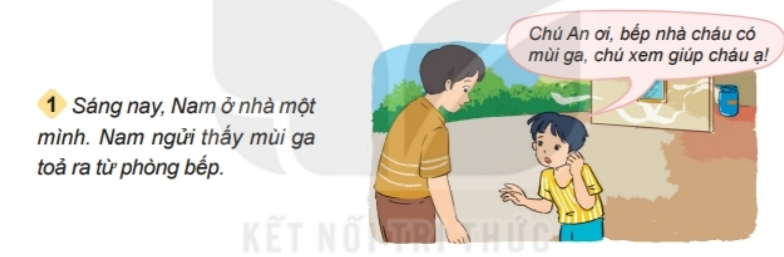 Chú An ơi, bếp nhà cháu có
mùi ga, chú xem giúp cháu ạ!
1 Sáng nay, Nam ở nhà một
mình. Nam ngửi thấy mùi ga
toả ra từ phòng bếp.
KẾT NỐI TRI THỨC